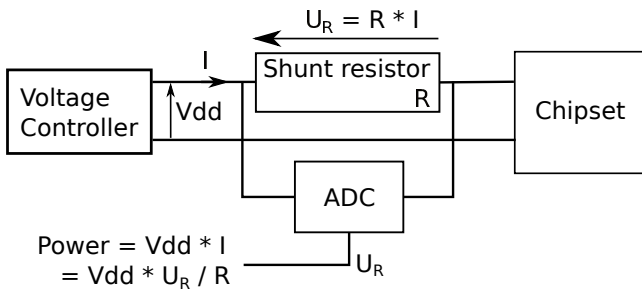 U_R = R * I
I
Shunt resistor
R
Voltage
Controller
Vdd
Chipset
ADC
Power = Vdd * I
= Vdd * U_R / R
U_R